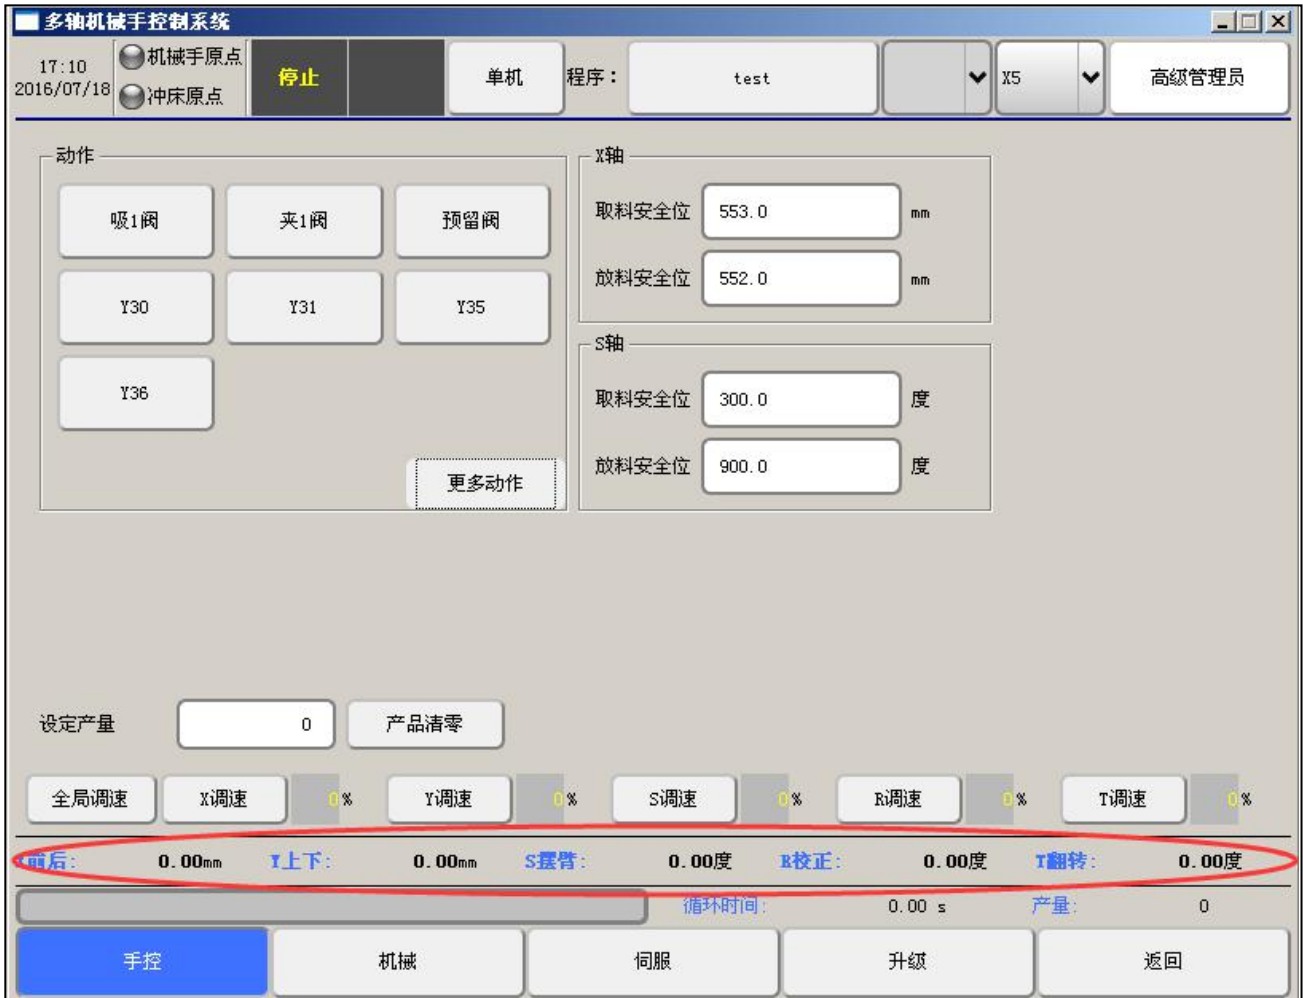 多轴机械手控制系统
17:10 机械手原点 停止 单机 程序： test X5 高级管理员
2016/07/18 冲床原点
动作 X轴
吸1阀 夹1阀 预留阀 取料安全位 553.0 mm
Y30 Y31 Y35 放料安全位 552.0 mm
S轴
Y36 取料安全位 300.0 度
更多动作 放料安全位 900.0 度
设定产量 0 产品清零
全局调速 X调速 0% Y调速 0% S调速 0% R调速 0% T调速 0%
X前后: 0.00mm Y上下: 0.00mm S摆臂: 0.00度 R校正: 0.00度 T翻转: 0.00度
循环时间: 0.00 s 产量: 0
手控 机械 伺服 升级 返回